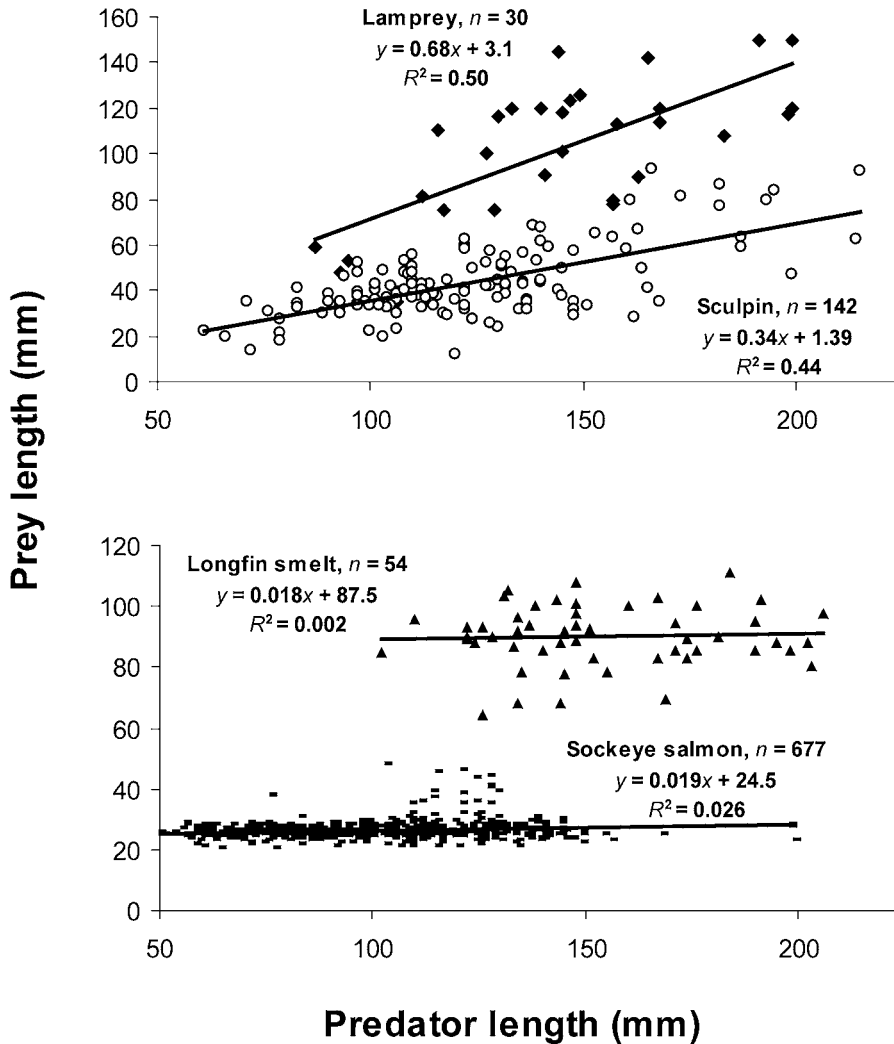 Prey length (mm)
160
140
120
100
80
60
40
20
0
Lamprey, n = 30
y = 0.68x + 3.1
R² = 0.50
Sculpin, n = 142
y = 0.34x + 1.39
R² = 0.44
50
100
150
200
120
100
80
60
40
20
0
Longfin smelt, n = 54
y = 0.018x + 87.5
R² = 0.002
Sockeye salmon, n = 677
y = 0.019x + 24.5
R² = 0.026
50
100
150
200
Predator length (mm)